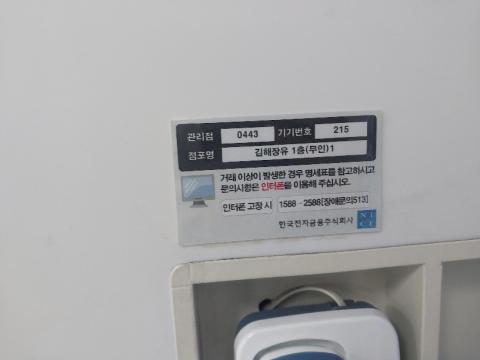 관리점 0443 기기번호 215
점포명 김해장유 1층(무인)1
거래 이상이 발생한 경우 명세표를 참고하시고
문의사항은 인터폰을 이용해 주십시오.
인터폰 고장 시 1588-2588[장애문의513]
한국전자금융주식회사 NICE